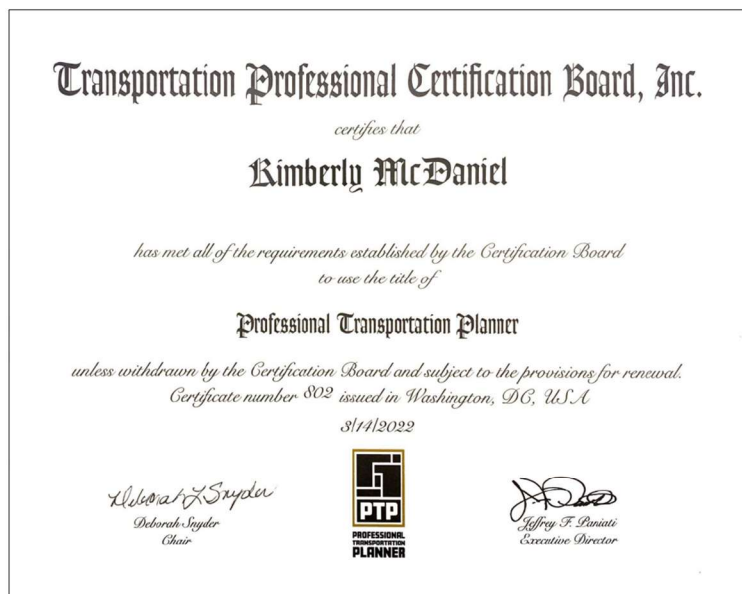 Transportation Professional Certification Board, Inc.
certifies that
Kimberly McDaniel
has met all of the requirements established by the Certification Board
to use the title of
Professional Transportation Planner
unless withdrawn by the Certification Board and subject to the provisions for renewal.
Certificate number 802 issued in Washington, DC, USA
3/14/2022
Deborah L Snyder
Deborah Snyder
Chair
PTP
PROFESSIONAL
TRANSPORTATION
PLANNER
Jeffrey F. Paniati
Executive Director